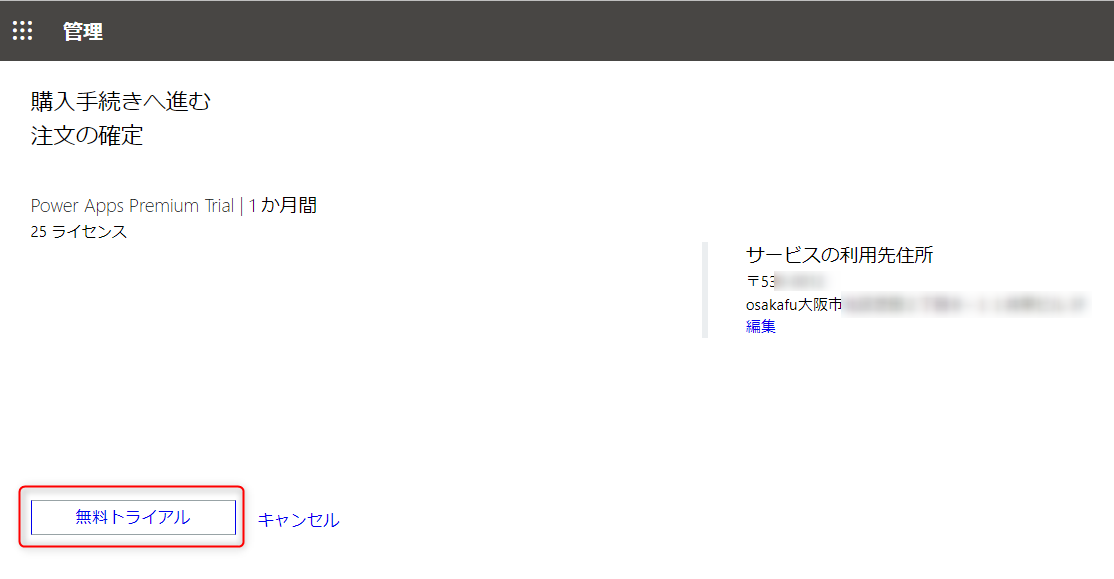 管理
購入手続きへ進む
注文の確定
Power Apps Premium Trial | 1 か月間
25 ライセンス
サービスの利用先住所
〒53
osakafu大阪市
編集
無料トライアル
キャンセル